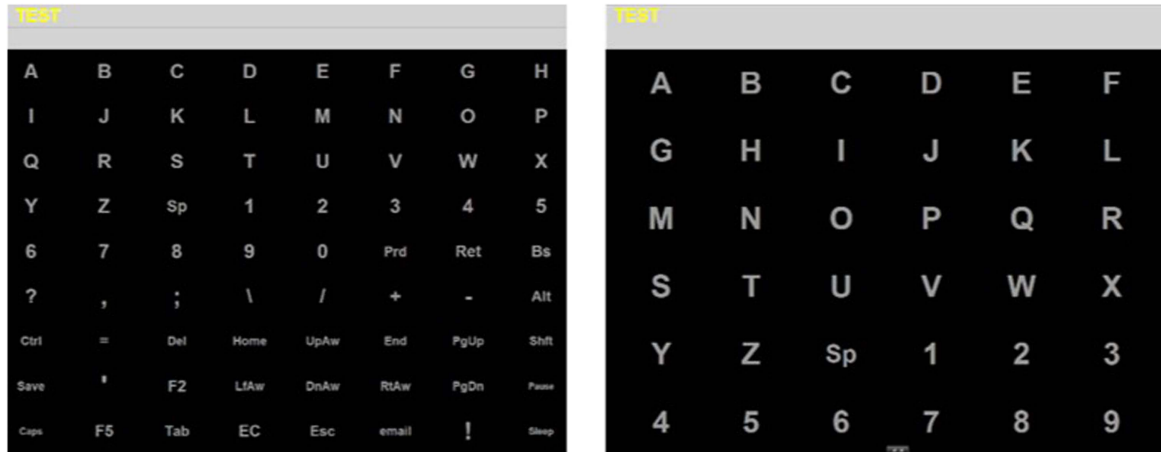 TEST
A B C D E F G H
I J K L M N O P
Q R S T U V W X
Y Z Sp 1 2 3 4 5
6 7 8 9 0 Prd Ret Bs
? , ; \ / + - Alt
Ctrl = Del Home UpAw End PgUp Shft
Save ' F2 LfAw DnAw RtAw PgDn Pause
Caps F5 Tab EC Esc email ! Sleep
TEST
A B C D E F
G H I J K L
M N O P Q R
S T U V W X
Y Z Sp 1 2 3
4 5 6 7 8 9